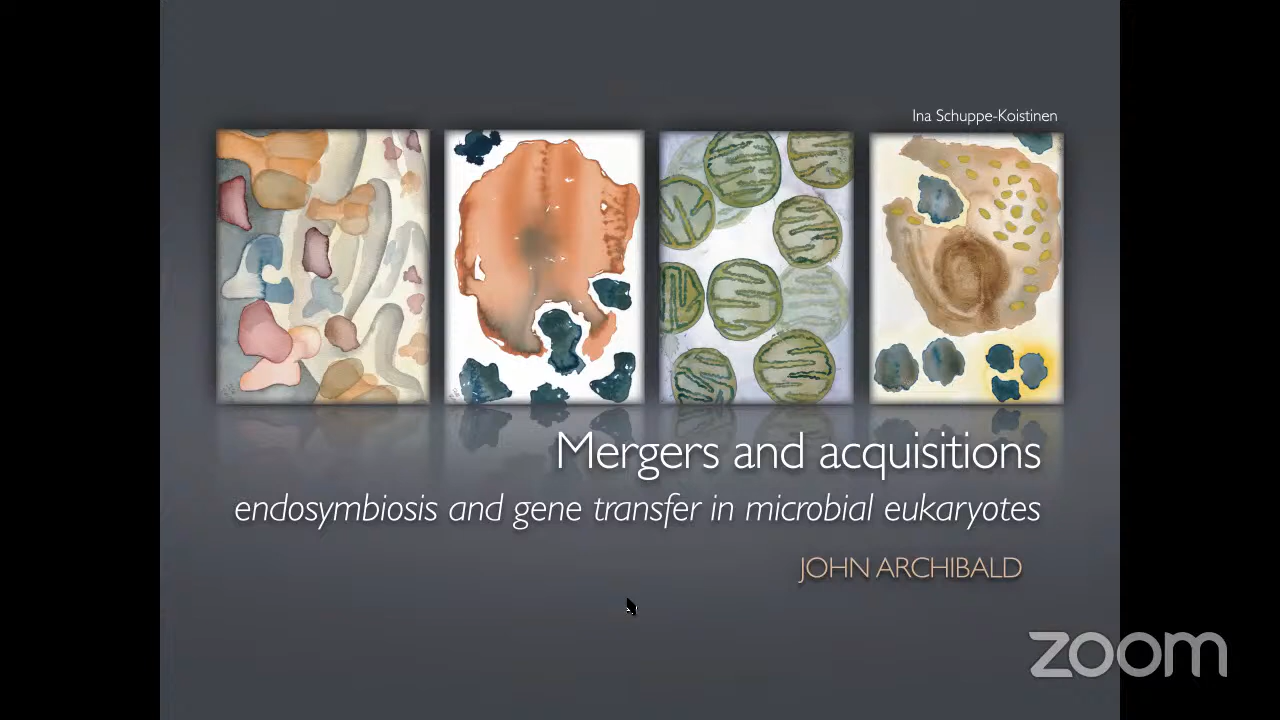 Ina Schuppe-Koistinen
Mergers and acquisitions
endosymbiosis and gene transfer in microbial eukaryotes
JOHN ARCHIBALD
zoom